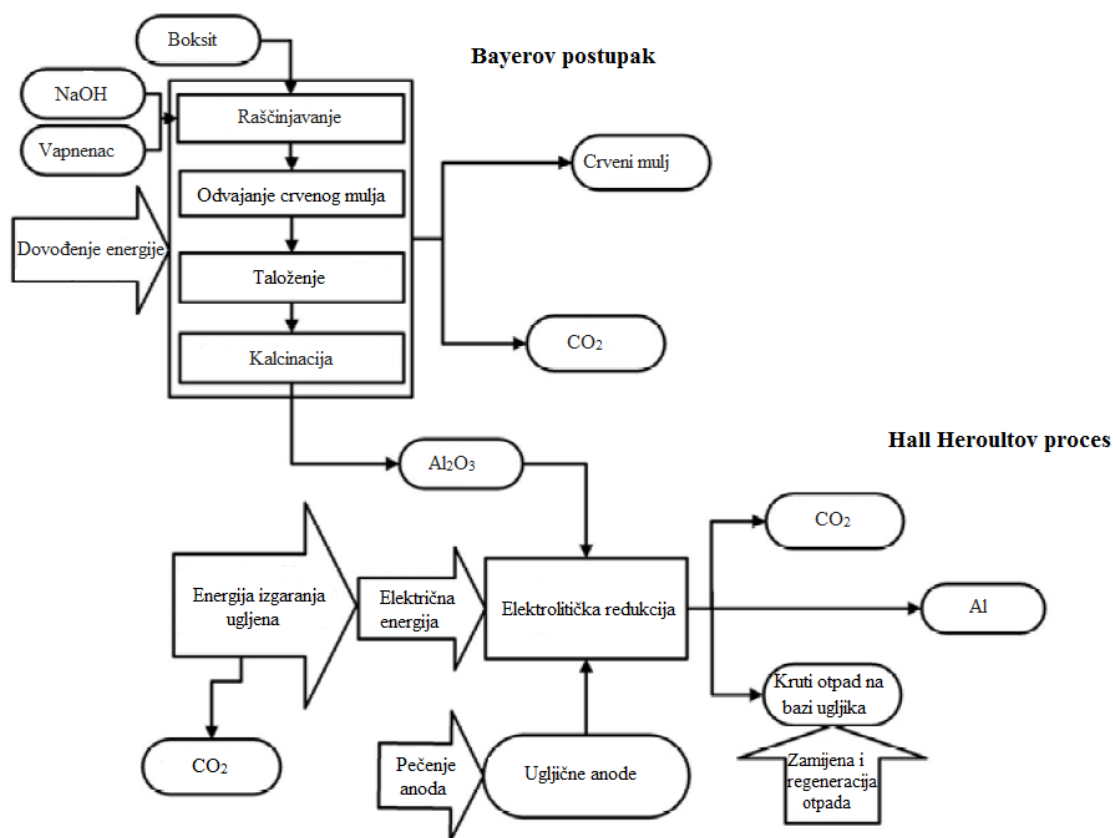 Boksit
Bayerov postupak
NaOH
Vapnenac
Raščinjavanje
Crveni mulj
Odvajanje crvenog mulja
Dovođenje energije
Taloženje
Kalcinacija
CO₂
Hall Heroultov proces
Al₂O₃
CO₂
Energija izgaranja
ugljena
Električna
energija
Elektrolitička redukcija
Al
Kruti otpad na
bazi ugljika
CO₂
Pečenje
anoda
Ugljične anode
Zamijena i
regeneracija
otpada